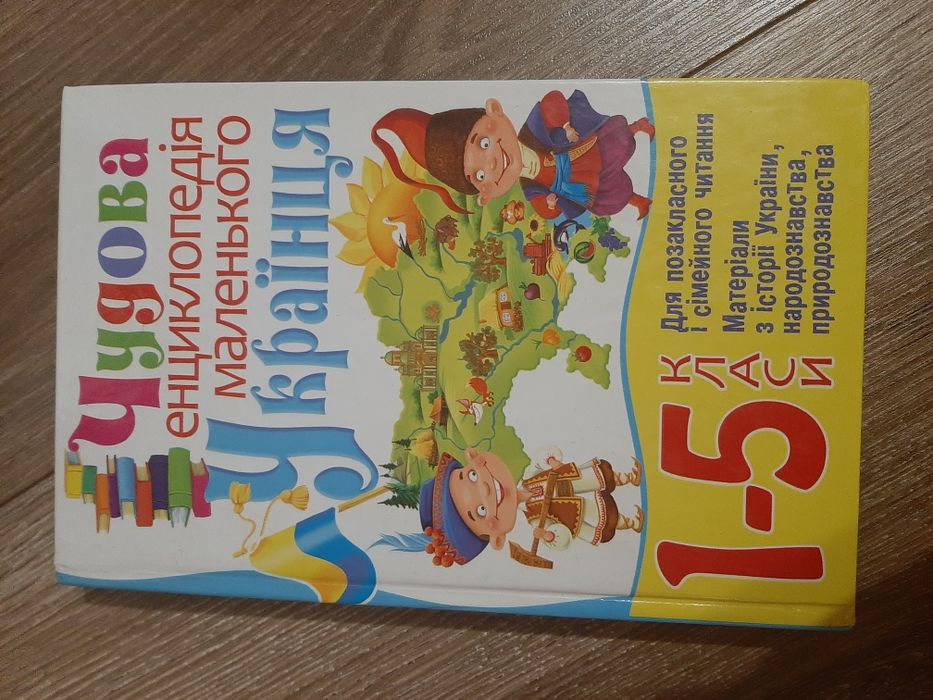 Чудова
енциклопедія
маленького
Українця
1-5
КЛАСИ
Для позакласного
і сімейного читання
Матеріали
з історії України,
народознавства,
природознавства